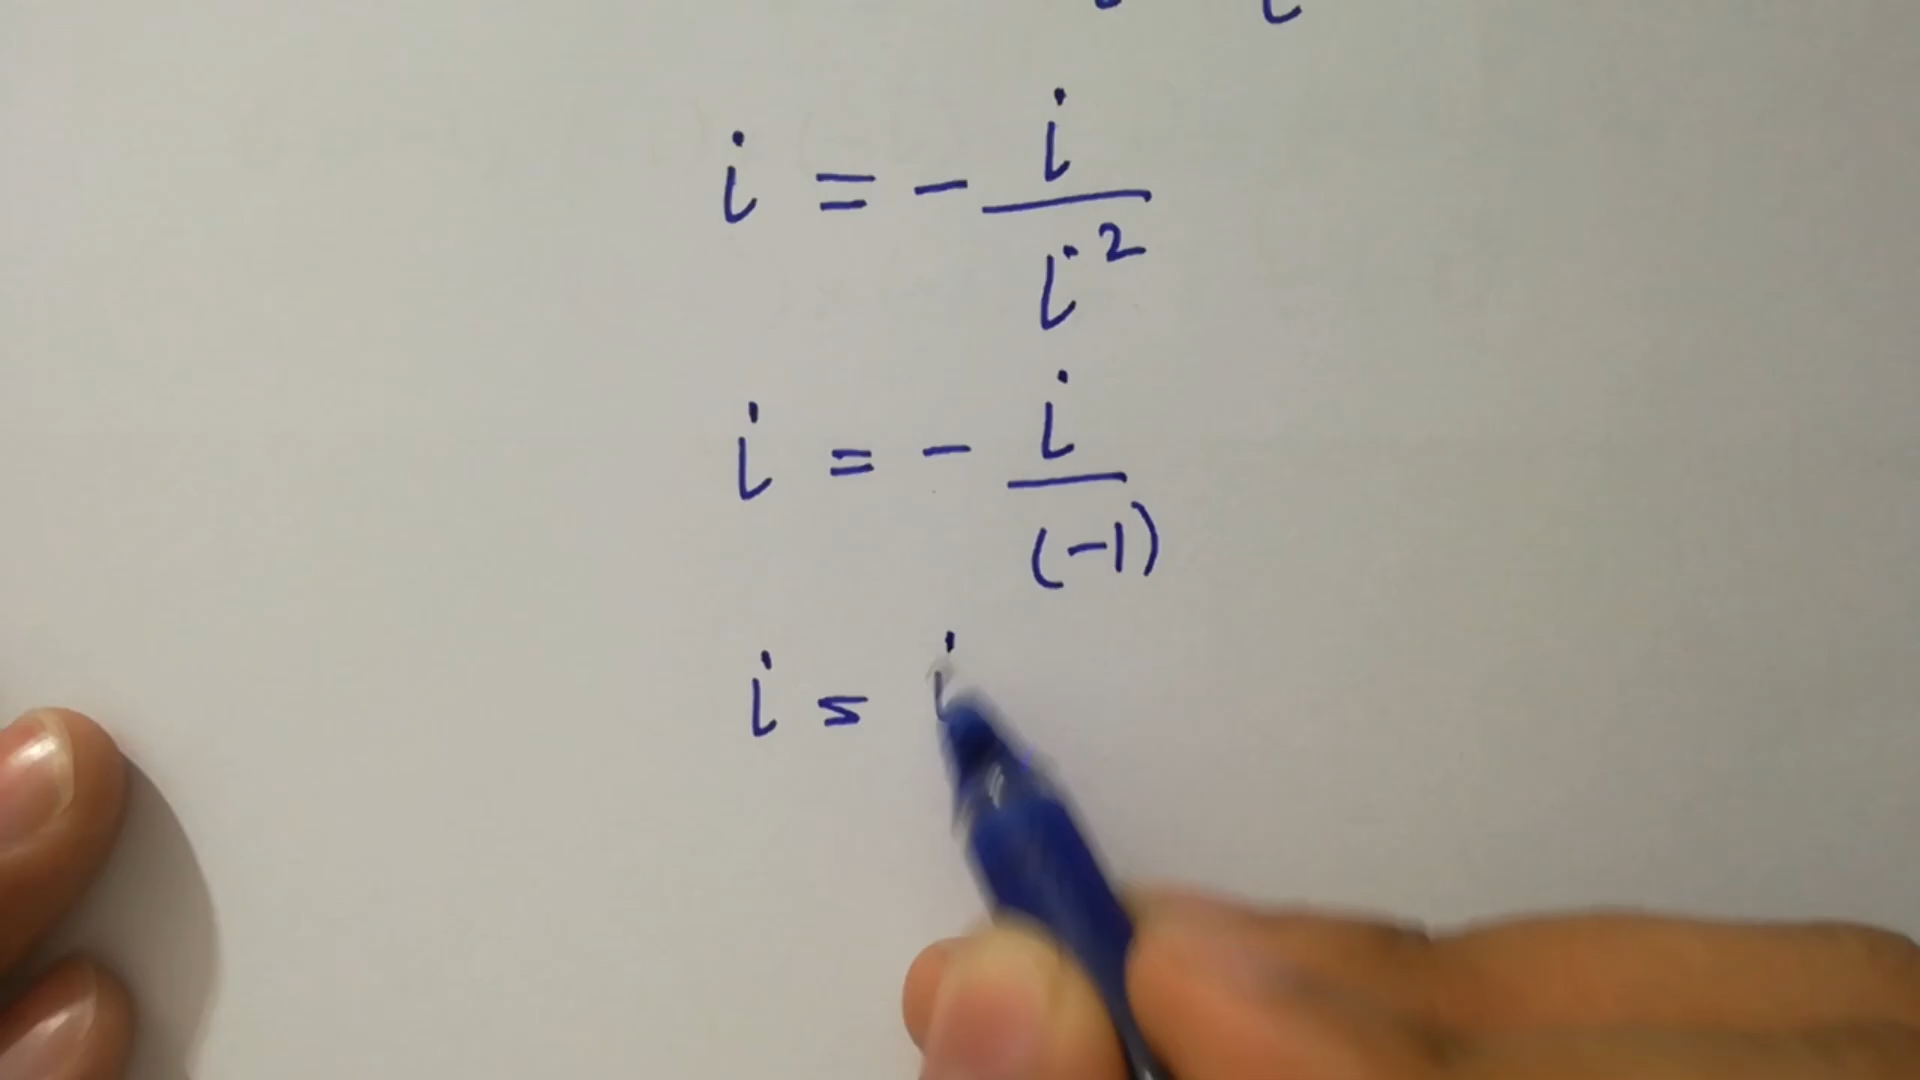 i = - i / i²
i = - i / (-1)
i = i